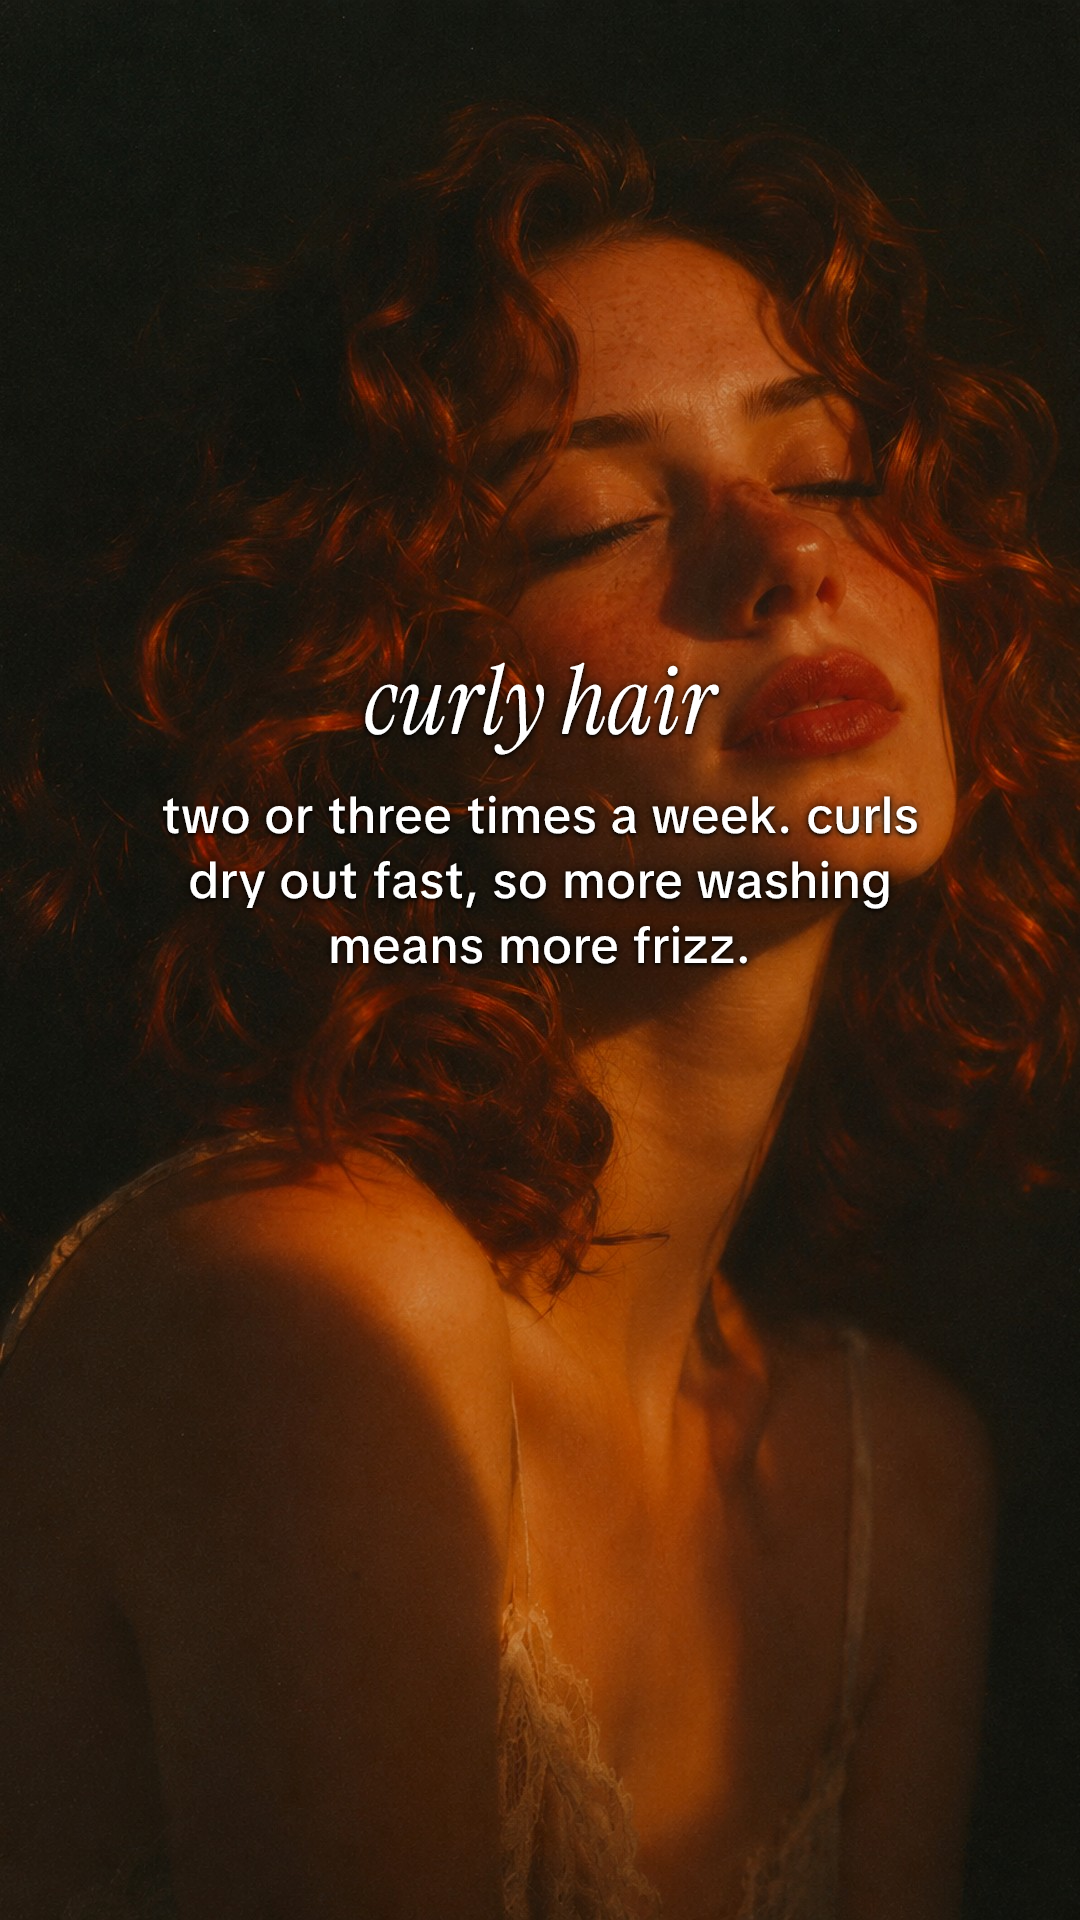 curly hair
two or three times a week. curls
dry out fast, so more washing
means more frizz.